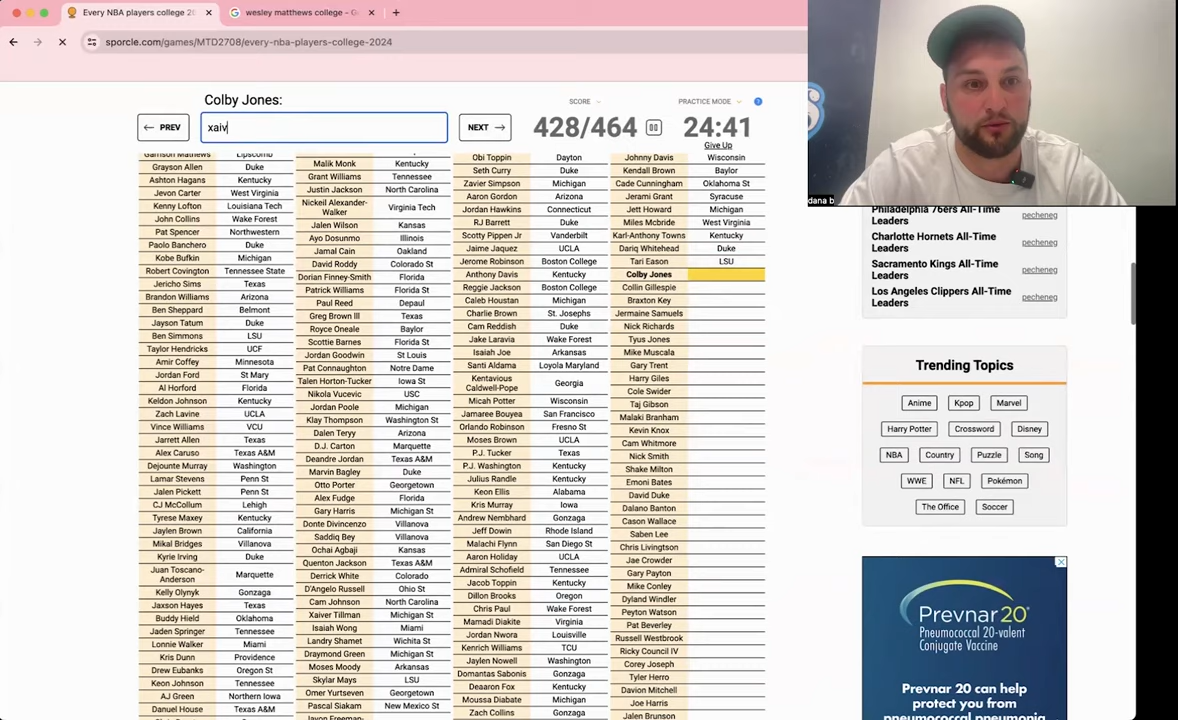 Every NBA players college 20
wesley matthews college - G
sporcle.com/games/MTD2708/every-nba-players-college-2024
Colby Jones:
PREV
xaiv
NEXT
SCORE
428/464
PRACTICE MODE
24:41
Give Up
Garrison Mathews Lipscomb
Grayson Allen Duke
Ashton Hagans Kentucky
Jevon Carter West Virginia
Kenny Lofton Louisiana Tech
John Collins Wake Forest
Pat Spencer Northwestern
Paolo Banchero Duke
Kobe Bufkin Michigan
Robert Covington Tennessee State
Jericho Sims Texas
Brandon Williams Arizona
Ben Sheppard Belmont
Jayson Tatum Duke
Ben Simmons LSU
Taylor Hendricks UCF
Amir Coffey Minnesota
Jordan Ford St Mary
Al Horford Florida
Keldon Johnson Kentucky
Zach Lavine UCLA
Vince Williams VCU
Jarrett Allen Texas
Alex Caruso Texas A&M
Dejounte Murray Washington
Lamar Stevens Penn St
Jalen Pickett Penn St
CJ McCollum Lehigh
Tyrese Maxey Kentucky
Jaylen Brown California
Mikal Bridges Villanova
Kyrie Irving Duke
Juan Toscano-
Anderson Marquette
Kelly Olynyk Gonzaga
Jaxson Hayes Texas
Buddy Hield Oklahoma
Jaden Springer Tennessee
Lonnie Walker Miami
Kris Dunn Providence
Drew Eubanks Oregon St
Keon Johnson Tennessee
AJ Green Northern Iowa
Danuel House Texas A&M
Malik Monk Kentucky
Grant Williams Tennessee
Justin Jackson North Carolina
Nickeil Alexander-
Walker Virginia Tech
Jalen Wilson Kansas
Ayo Dosunmo Illinois
Jamal Cain Oakland
David Roddy Colorado St
Dorian Finney-Smith Florida
Patrick Williams Florida St
Paul Reed Depaul
Greg Brown III Texas
Royce Oneale Baylor
Scottie Barnes Florida St
Jordan Goodwin St Louis
Pat Connaughton Notre Dame
Talen Horton-Tucker Iowa St
Nikola Vucevic USC
Jordan Poole Michigan
Klay Thompson Washington St
Dalen Teryy Arizona
D.J. Carton Marquette
Deandre Jordan Texas A&M
Marvin Bagley Duke
Otto Porter Georgetown
Alex Fudge Florida
Gary Harris Michigan St
Donte Divincenzo Villanova
Saddiq Bey Villanova
Ochai Agbaji Kansas
Quenton Jackson Texas A&M
Derrick White Colorado
D'Angelo Russell Ohio St
Cam Johnson North Carolina
Xaiver Tillman Michigan St
Isaiah Wong Miami
Landry Shamet Wichita St
Draymond Green Michigan St
Moses Moody Arkansas
Skylar Mays LSU
Omer Yurtseven Georgetown
Pascal Siakam New Mexico St
Javon Freeman-
Obi Toppin Dayton
Seth Curry Duke
Zavier Simpson Michigan
Aaron Gordon Arizona
Jordan Hawkins Connecticut
RJ Barrett Duke
Scotty Pippen Jr Vanderbilt
Jaime Jaquez UCLA
Jerome Robinson Boston College
Anthony Davis Kentucky
Reggie Jackson Boston College
Caleb Houstan Michigan
Charlie Brown St. Josephs
Cam Reddish Duke
Jake Laravia Wake Forest
Isaiah Joe Arkansas
Santi Aldama Loyola Maryland
Kentavious
Caldwell-Pope Georgia
Micah Potter Wisconsin
Jamaree Bouyea San Francisco
Orlando Robinson Fresno St
Moses Brown UCLA
P.J. Tucker Texas
P.J. Washington Kentucky
Julius Randle Kentucky
Keon Ellis Alabama
Kris Murray Iowa
Andrew Nembhard Gonzaga
Jeff Dowin Rhode Island
Malachi Flynn San Diego St
Aaron Holiday UCLA
Admiral Schofield Tennessee
Jacob Toppin Kentucky
Dillon Brooks Oregon
Chris Paul Wake Forest
Mamadi Diakite Virginia
Jordan Nwora Louisville
Kenrich Williams TCU
Jaylen Nowell Washington
Domantas Sabonis Gonzaga
Deaaron Fox Kentucky
Moussa Diabate Michigan
Zach Collins Gonzaga
Johnny Davis Wisconsin
Kendall Brown Baylor
Cade Cunningham Oklahoma St
Jerami Grant Syracuse
Jett Howard Michigan
Miles Mcbride West Virginia
Karl-Anthony Towns Kentucky
Dariq Whitehead Duke
Tari Eason LSU
Colby Jones
Collin Gillespie
Braxton Key
Jermaine Samuels
Nick Richards
Tyus Jones
Mike Muscala
Gary Trent
Harry Giles
Cole Swider
Taj Gibson
Malaki Branham
Kevin Knox
Cam Whitmore
Nick Smith
Shake Milton
Emoni Bates
David Duke
Dalano Banton
Cason Wallace
Saben Lee
Chris Livingtson
Jae Crowder
Gary Payton
Mike Conley
Dyland Windler
Peyton Watson
Pat Beverley
Russell Westbrook
Ricky Council IV
Corey Joseph
Tyler Herro
Davion Mitchell
Joe Harris
Jalen Brunson
dana b
Philadelphia 76ers All-Time
Leaders pecheneg
Charlotte Hornets All-Time
Leaders pecheneg
Sacramento Kings All-Time
Leaders pecheneg
Los Angeles Clippers All-Time
Leaders pecheneg
Trending Topics
Anime Kpop Marvel
Harry Potter Crossword Disney
NBA Country Puzzle Song
WWE NFL Pokémon
The Office Soccer
Prevnar 20
Pneumococcal 20-valent
Conjugate Vaccine
Prevnar 20 can help
protect you from
pneumococcal pneumonia